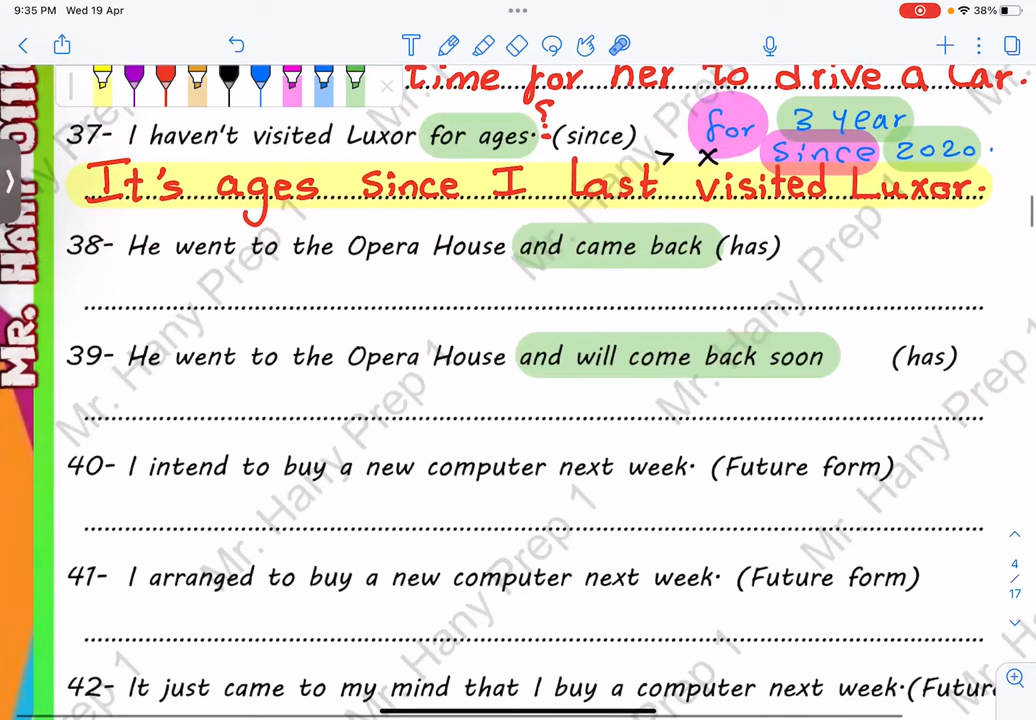 9:35 PM Wed 19 Apr
38%
time for her to drive a car.
37- I haven't visited Luxor for ages. (since)
for 3 year
since 2020.
It's ages since I last visited Luxor.
38- He went to the Opera House and came back (has)
39- He went to the Opera House and will come back soon (has)
40- I intend to buy a new computer next week. (Future form)
4
/
17
41- I arranged to buy a new computer next week. (Future form)
42- It just came to my mind that I buy a computer next week. (Future
Mr. Hany Prep 1